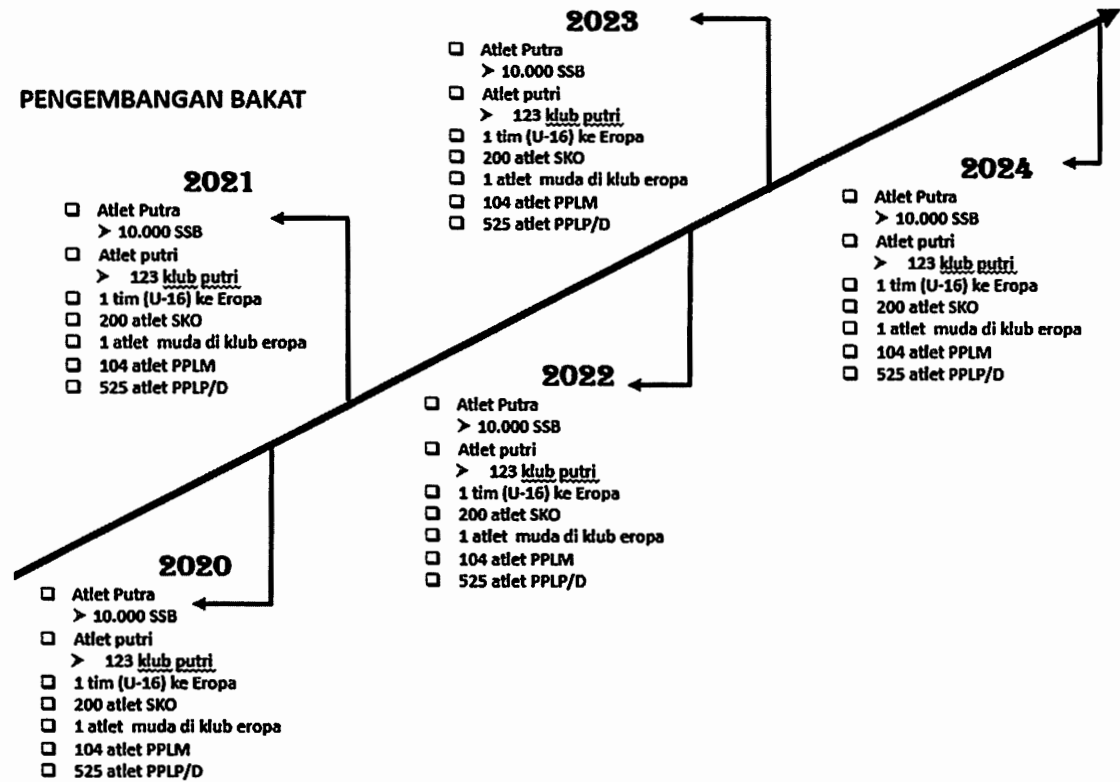 PENGEMBANGAN BAKAT
2020
❑ Atlet Putra
➤ 10.000 SSB
❑ Atlet putri
➤ 123 klub putri
❑ 1 tim (U-16) ke Eropa
❑ 200 atlet SKO
❑ 1 atlet muda di klub eropa
❑ 104 atlet PPLM
❑ 525 atlet PPLP/D
2021
❑ Atlet Putra
➤ 10.000 SSB
❑ Atlet putri
➤ 123 klub putri
❑ 1 tim (U-16) ke Eropa
❑ 200 atlet SKO
❑ 1 atlet muda di klub eropa
❑ 104 atlet PPLM
❑ 525 atlet PPLP/D
2022
❑ Atlet Putra
➤ 10.000 SSB
❑ Atlet putri
➤ 123 klub putri
❑ 1 tim (U-16) ke Eropa
❑ 200 atlet SKO
❑ 1 atlet muda di klub eropa
❑ 104 atlet PPLM
❑ 525 atlet PPLP/D
2023
❑ Atlet Putra
➤ 10.000 SSB
❑ Atlet putri
➤ 123 klub putri
❑ 1 tim (U-16) ke Eropa
❑ 200 atlet SKO
❑ 1 atlet muda di klub eropa
❑ 104 atlet PPLM
❑ 525 atlet PPLP/D
2024
❑ Atlet Putra
➤ 10.000 SSB
❑ Atlet putri
➤ 123 klub putri
❑ 1 tim (U-16) ke Eropa
❑ 200 atlet SKO
❑ 1 atlet muda di klub eropa
❑ 104 atlet PPLM
❑ 525 atlet PPLP/D